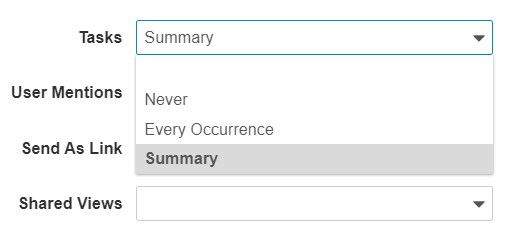 Tasks Summary
User Mentions
Never
Every Occurrence
Send As Link
Summary
Shared Views